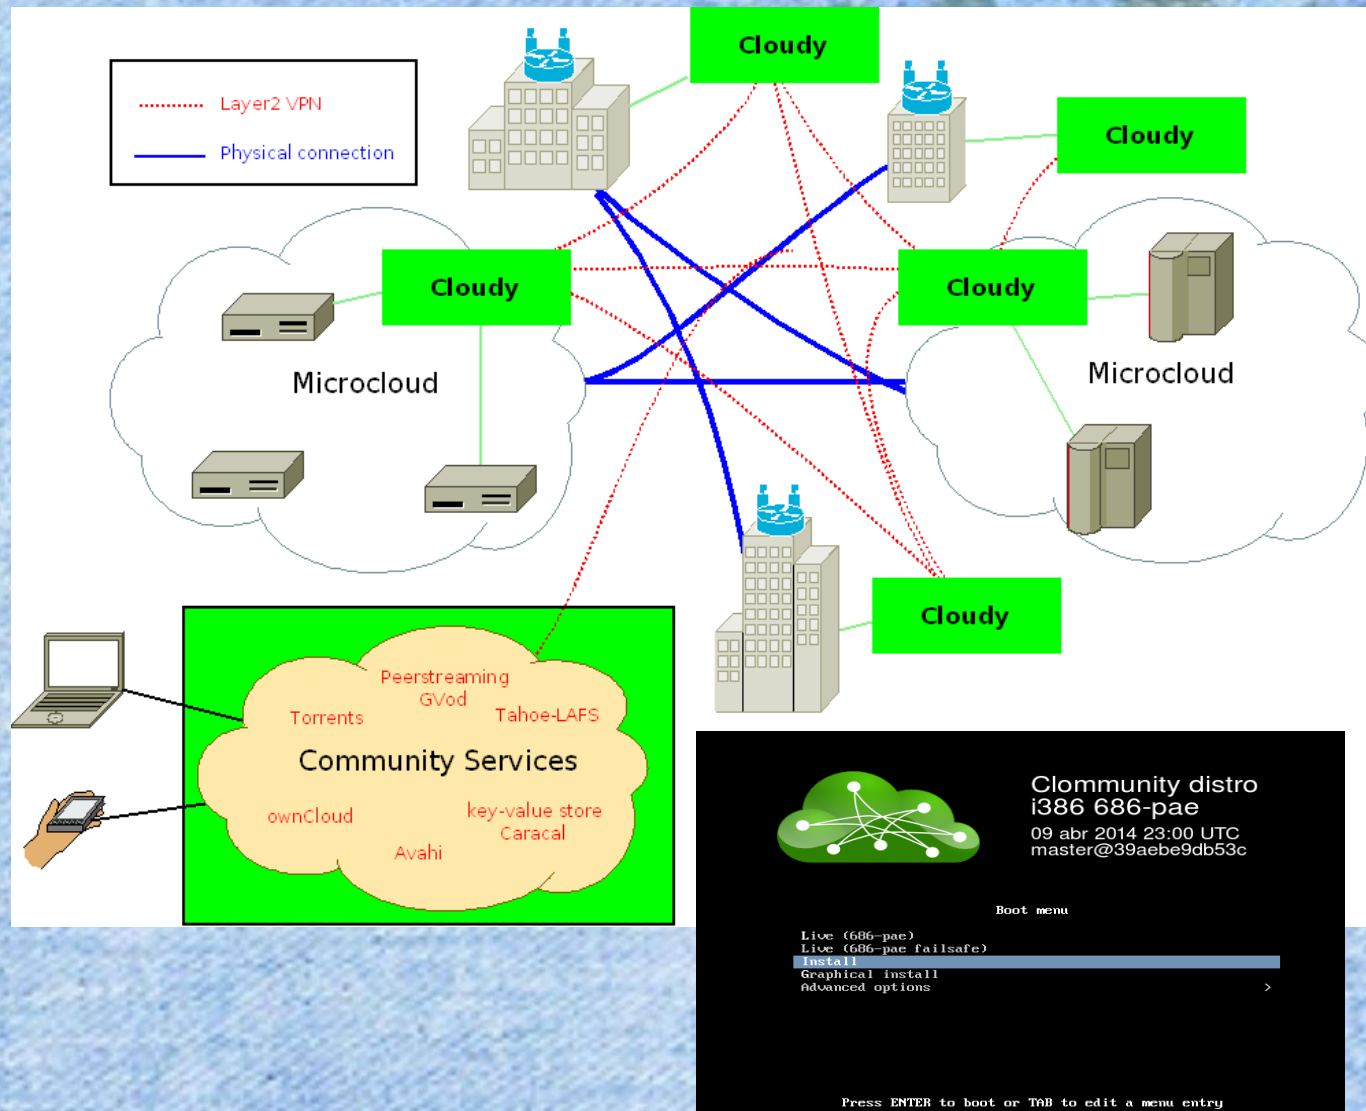 Cloudy
Layer2 VPN
Physical connection
Cloudy
Cloudy
Cloudy
Microcloud
Microcloud
Cloudy
Peerstreaming
GVod
Torrents
Tahoe-LAFS
Community Services
ownCloud
key-value store
Caracal
Avahi
Clommunity distro
i386 686-pae
09 abr 2014 23:00 UTC
master@39aebe9db53c
Boot menu
Live (686-pae)
Live (686-pae failsafe)
Install
Graphical install
Advanced options >
Press ENTER to boot or TAB to edit a menu entry